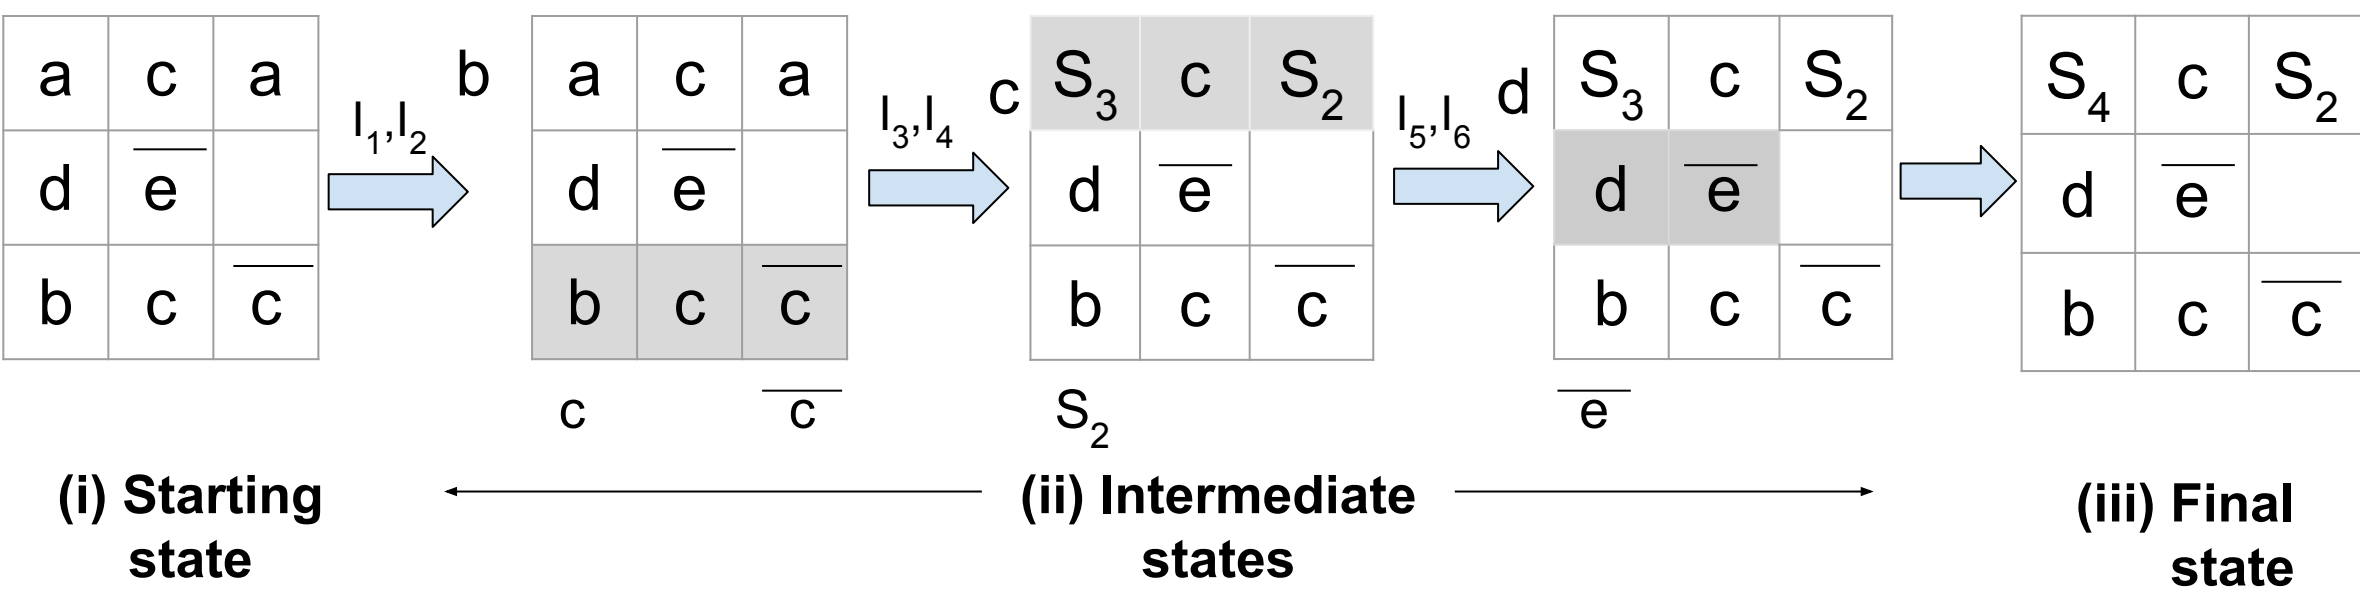 a c a
d e̅
b c c̅
I₁,I₂
b
a c a
d e̅
b c c̅
c c̅
I₃,I₄
c
S₃ c S₂
d e̅
b c c̅
S₂
I₅,I₆
d
S₃ c S₂
d e̅
b c c̅
e̅
S₄ c S₂
d e̅
b c c̅
(i) Starting
state
(ii) Intermediate
states
(iii) Final
state